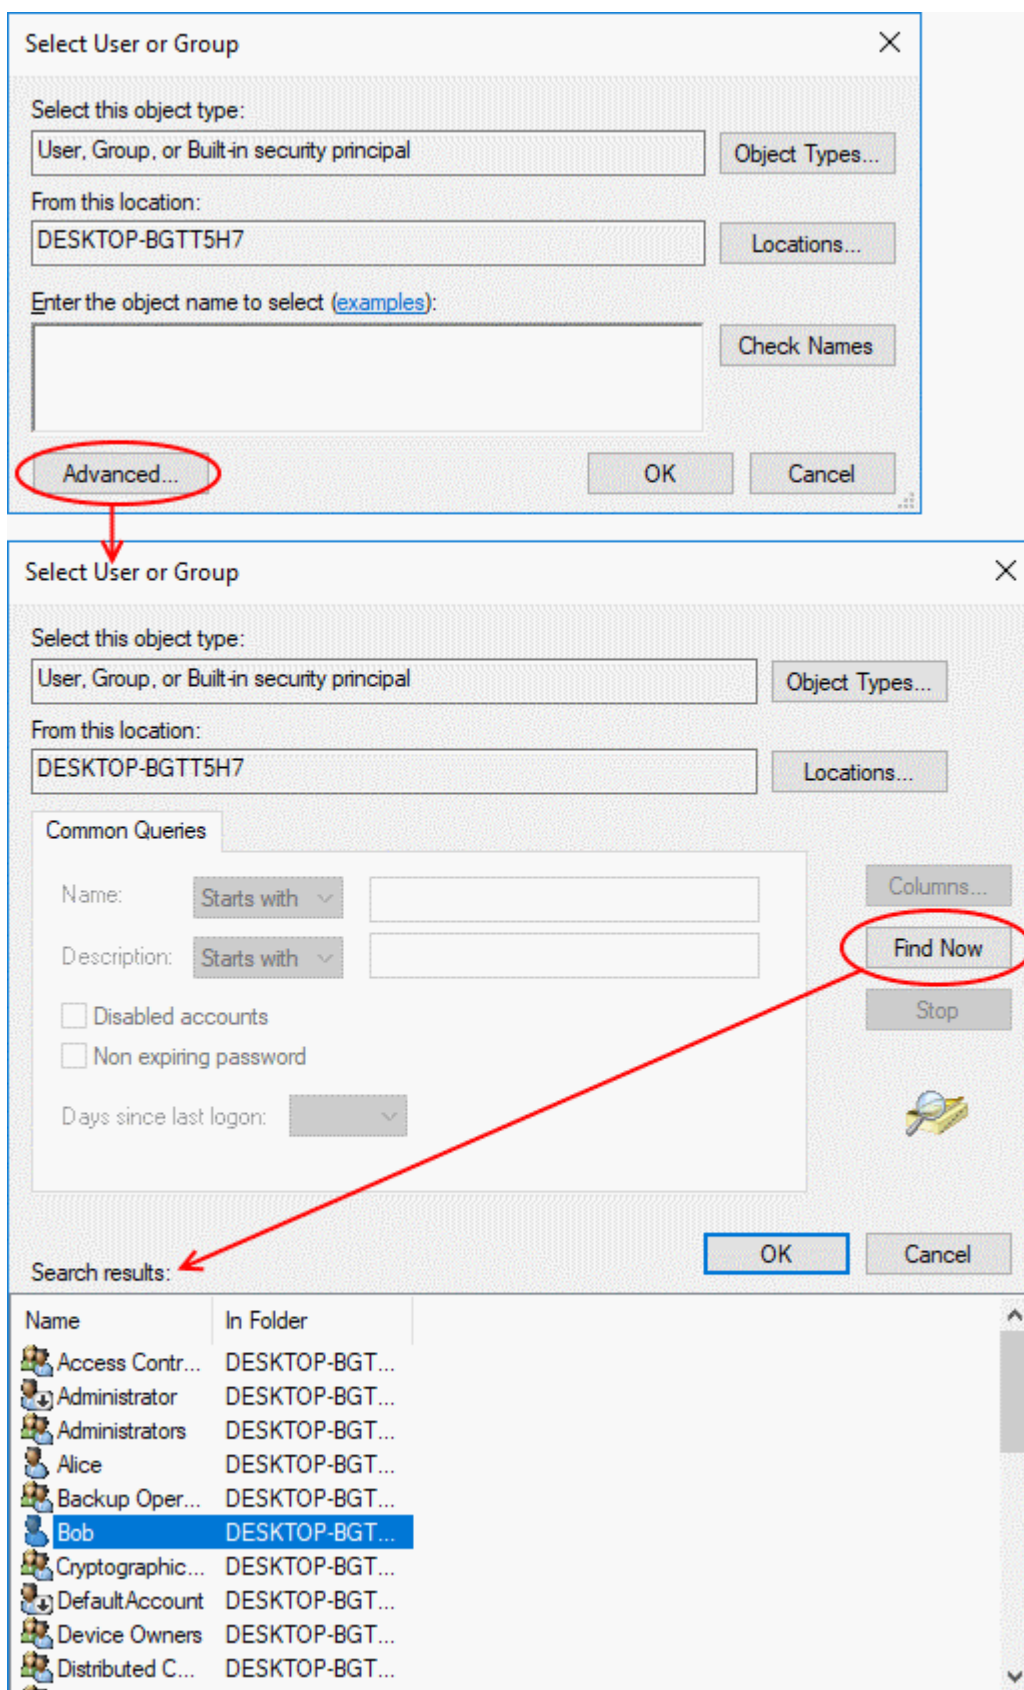 Select User or Group
Select this object type:
User, Group, or Built-in security principal
Object Types...
From this location:
DESKTOP-BGTT5H7
Locations...
Enter the object name to select (examples):
Check Names
Advanced...
OK
Cancel
Select User or Group
Select this object type:
User, Group, or Built-in security principal
Object Types...
From this location:
DESKTOP-BGTT5H7
Locations...
Common Queries
Name:
Starts with
Columns...
Description:
Starts with
Find Now
Disabled accounts
Stop
Non expiring password
Days since last logon:
OK
Cancel
Search results:
Name In Folder
Access Contr... DESKTOP-BGT...
Administrator DESKTOP-BGT...
Administrators DESKTOP-BGT...
Alice DESKTOP-BGT...
Backup Oper... DESKTOP-BGT...
Bob DESKTOP-BGT...
Cryptographic... DESKTOP-BGT...
DefaultAccount DESKTOP-BGT...
Device Owners DESKTOP-BGT...
Distributed C... DESKTOP-BGT...